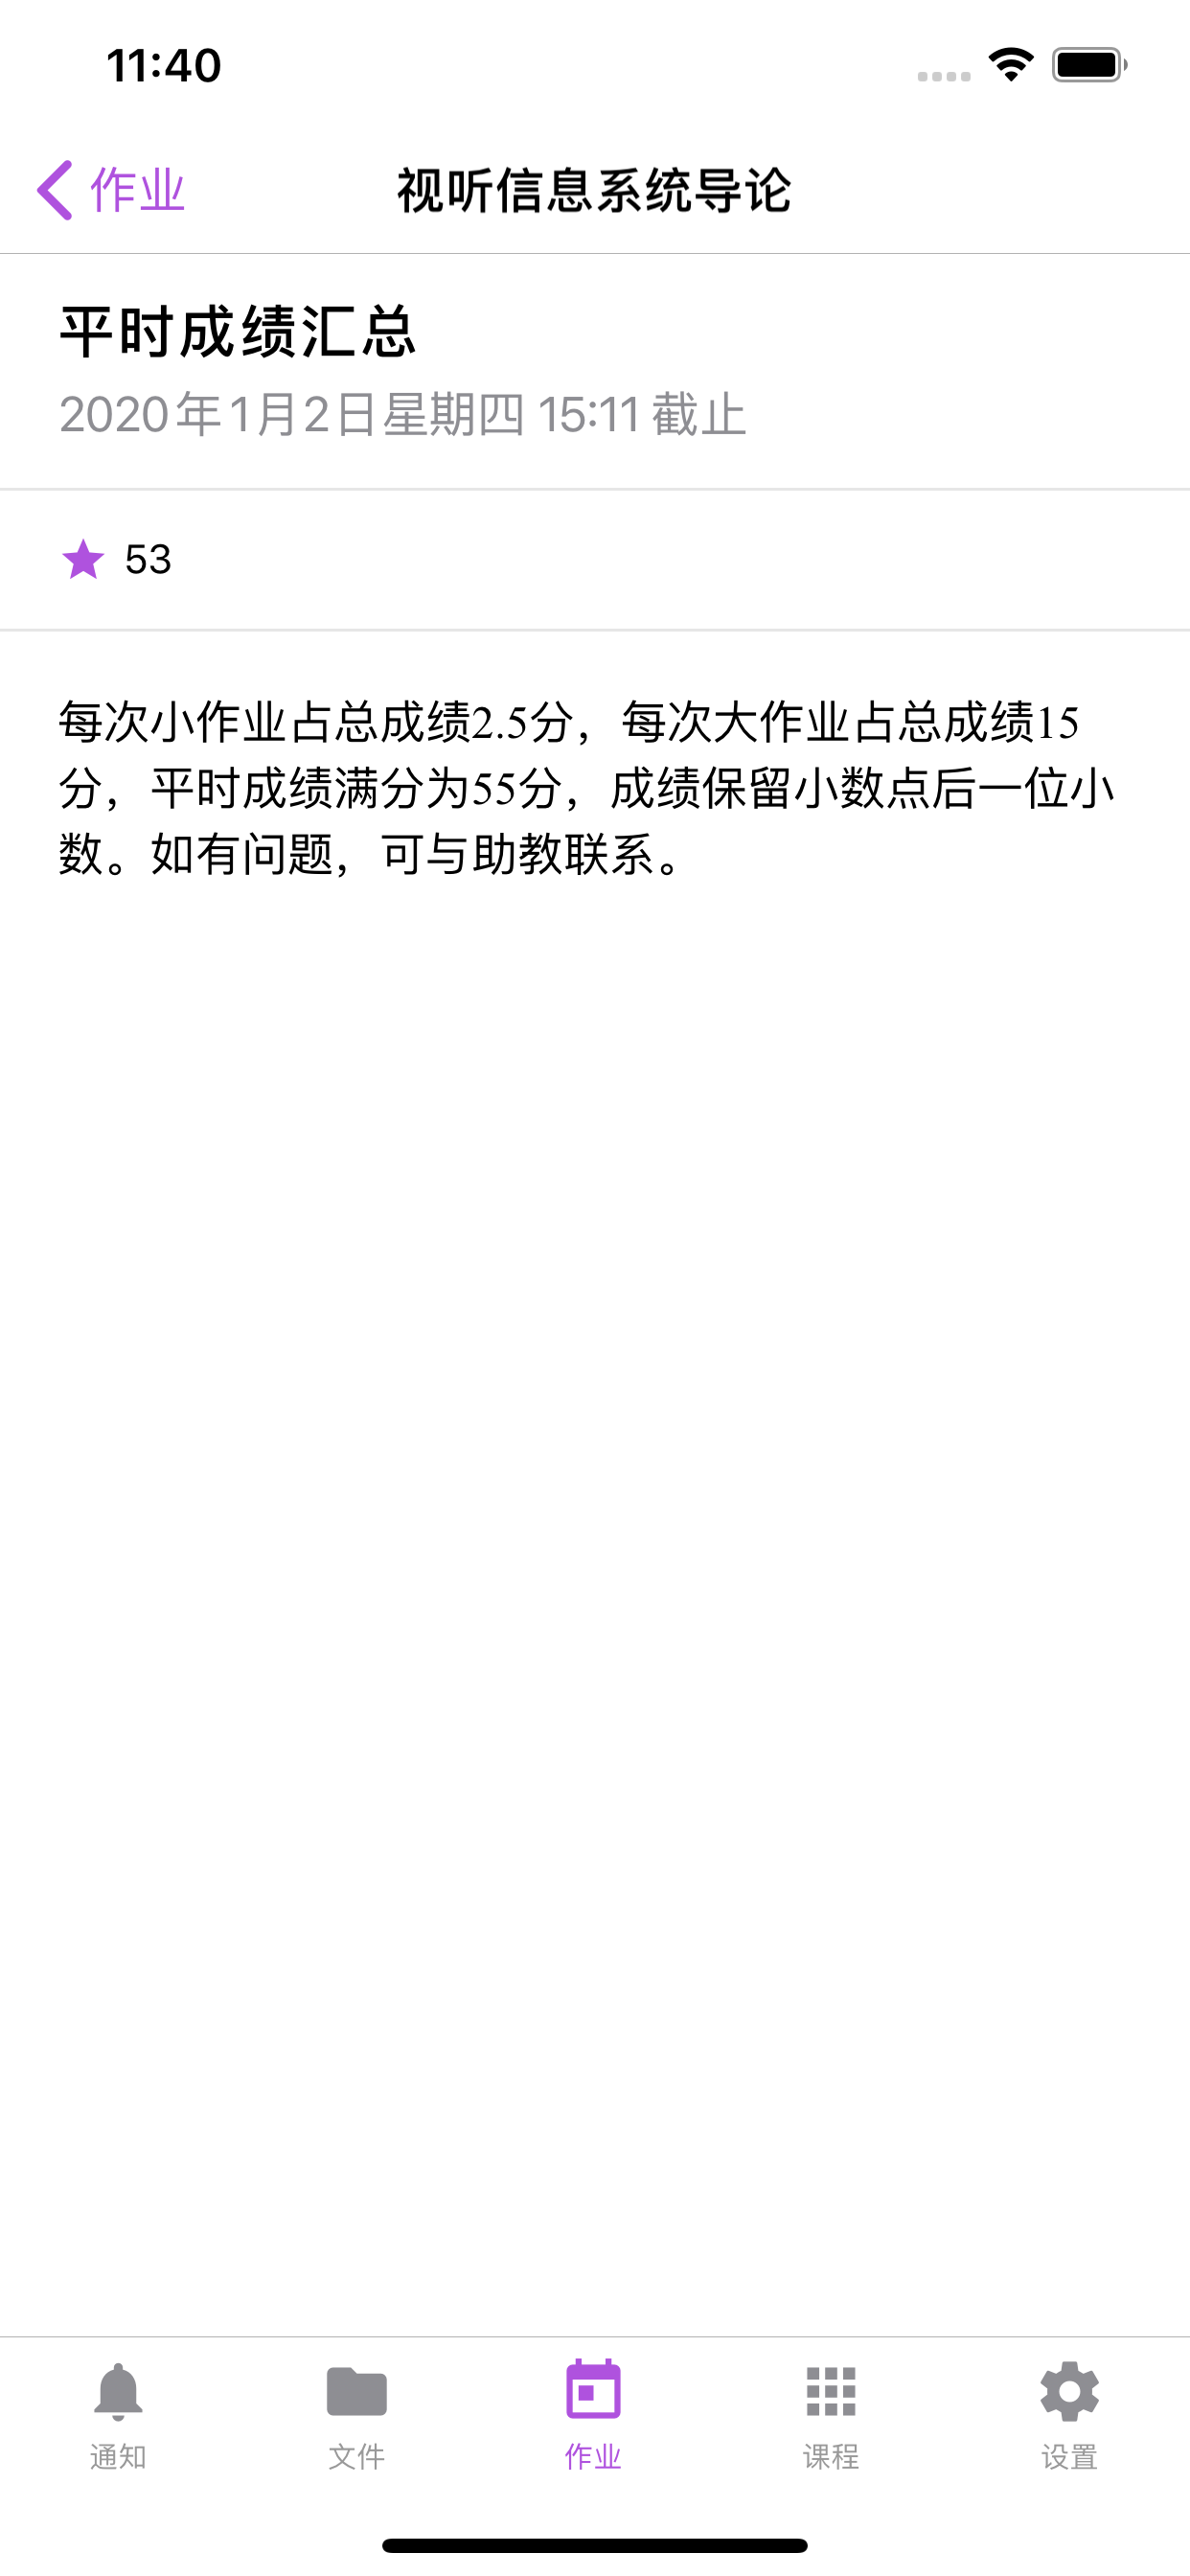 11:40
作业
视听信息系统导论
平时成绩汇总
2020年1月2日星期四 15:11 截止
53
每次小作业占总成绩2.5分，每次大作业占总成绩15
分，平时成绩满分为55分，成绩保留小数点后一位小
数。如有问题，可与助教联系。
通知 文件 作业 课程 设置